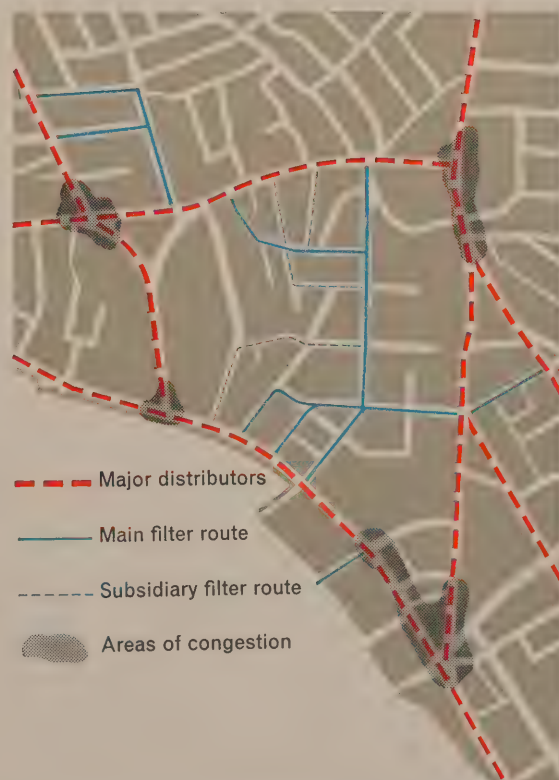 Major distributors
Main filter route
Subsidiary filter route
Areas of congestion